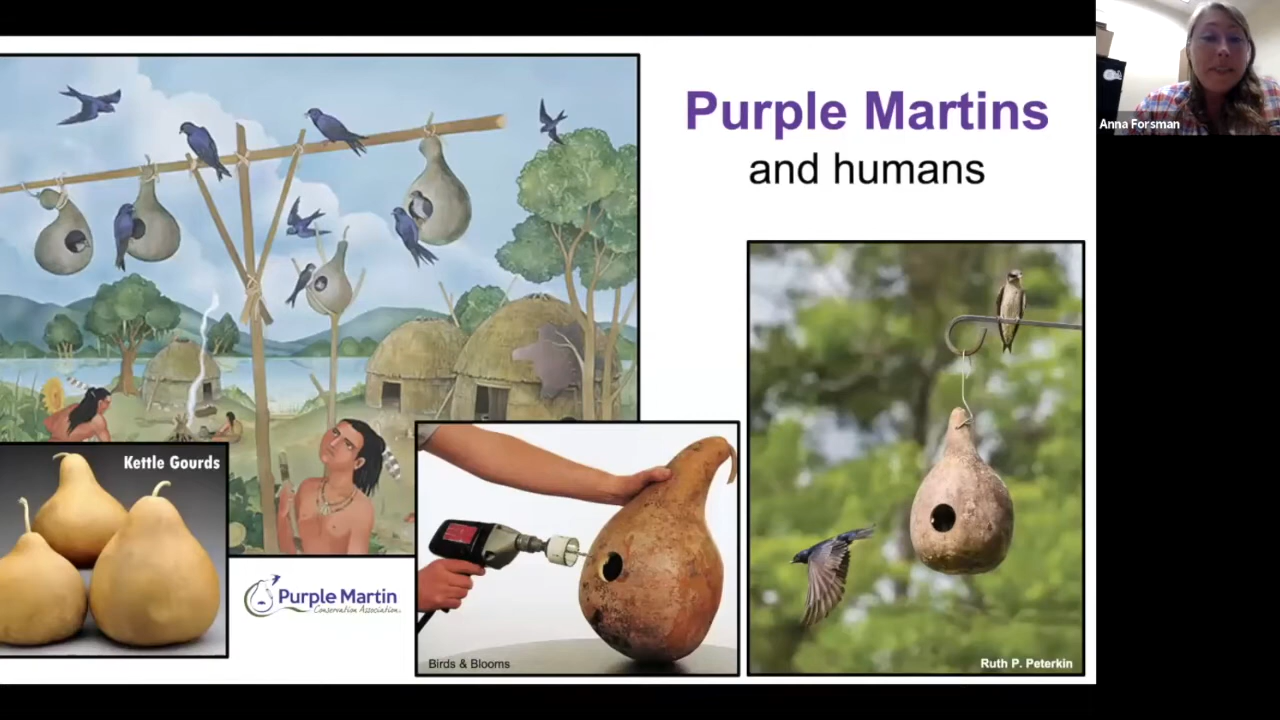 Purple Martins
and humans
Anna Forsman
Kettle Gourds
Purple Martin
Conservation Association.
Birds & Blooms
Ruth P. Peterkin